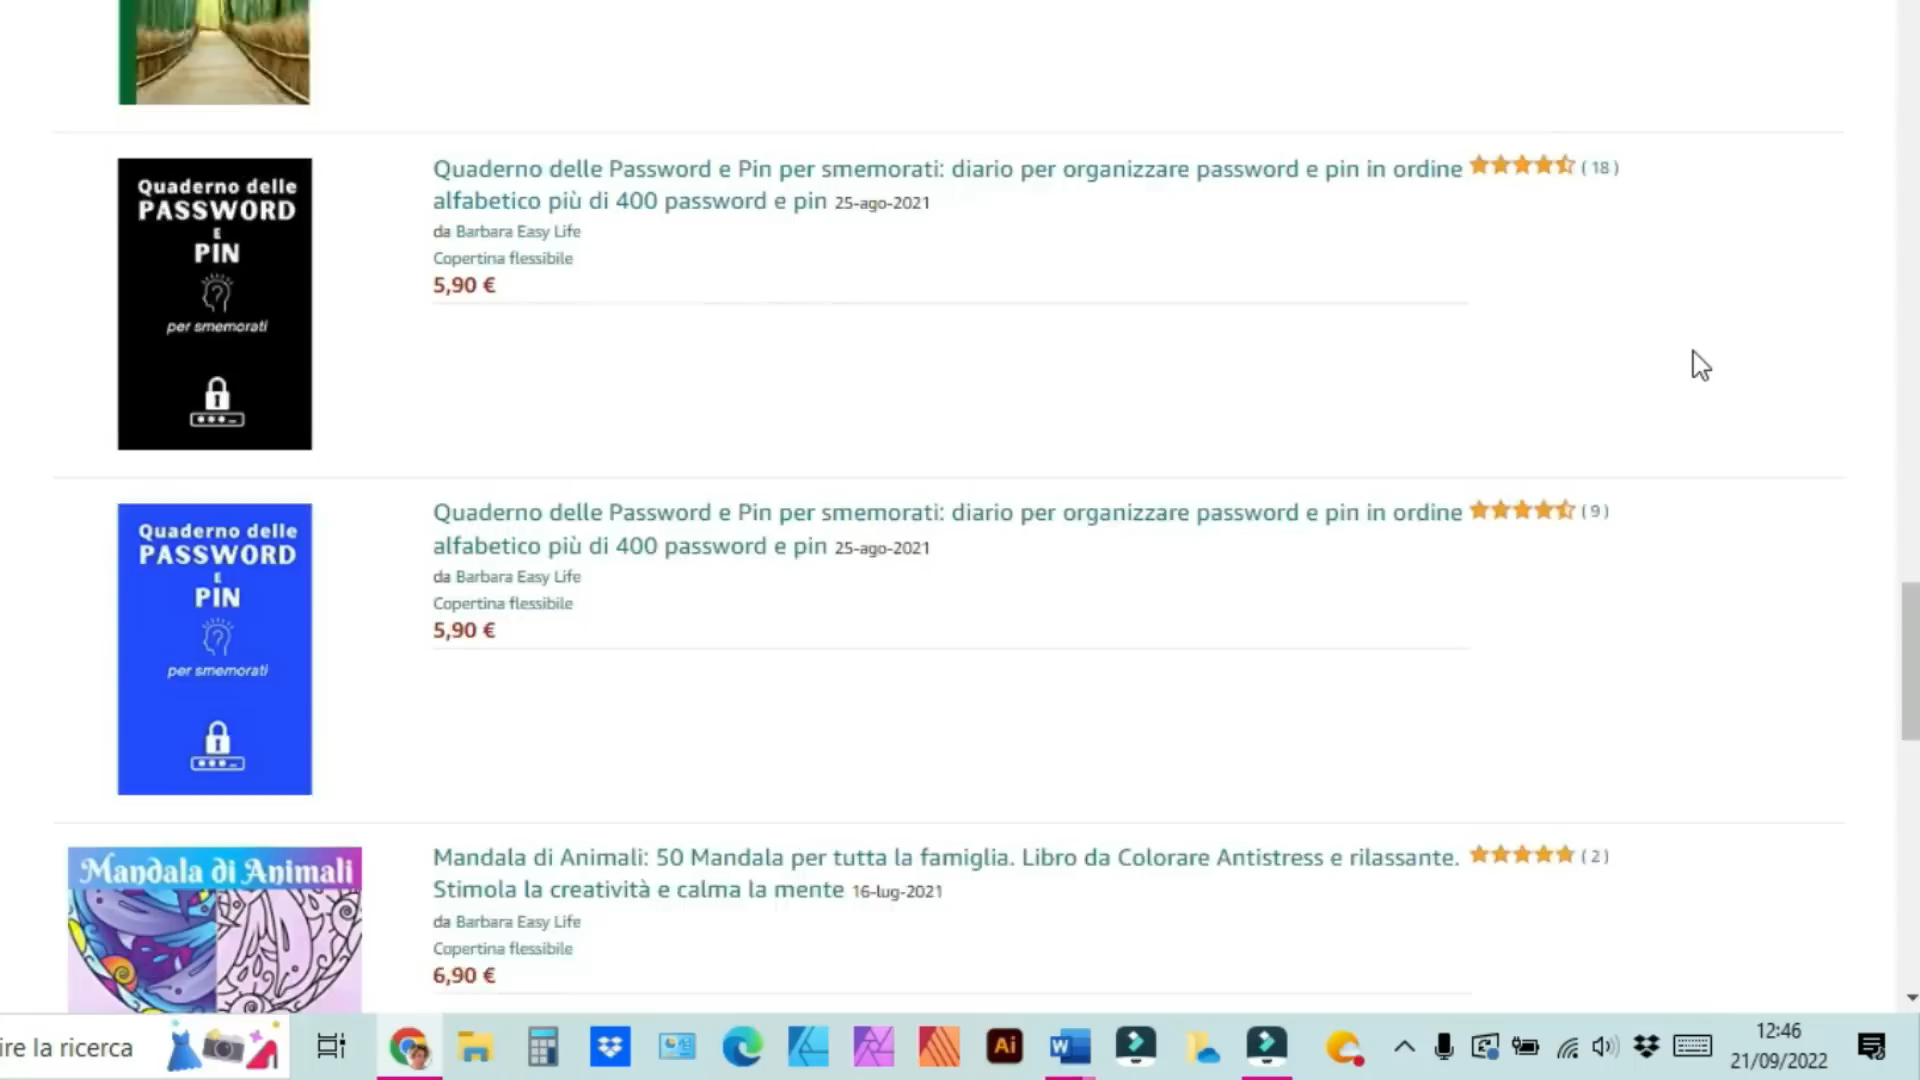 Quaderno delle
PASSWORD
E
PIN
per smemorati
Quaderno delle Password e Pin per smemorati: diario per organizzare password e pin in ordine (18)
alfabetico più di 400 password e pin 25-ago-2021
da Barbara Easy Life
Copertina flessibile
5,90 €
Quaderno delle
PASSWORD
E
PIN
per smemorati
Quaderno delle Password e Pin per smemorati: diario per organizzare password e pin in ordine (9)
alfabetico più di 400 password e pin 25-ago-2021
da Barbara Easy Life
Copertina flessibile
5,90 €
Mandala di Animali
Mandala di Animali: 50 Mandala per tutta la famiglia. Libro da Colorare Antistress e rilassante. (2)
Stimola la creatività e calma la mente 16-lug-2021
da Barbara Easy Life
Copertina flessibile
6,90 €
ire la ricerca
Ai
W
12:46
21/09/2022